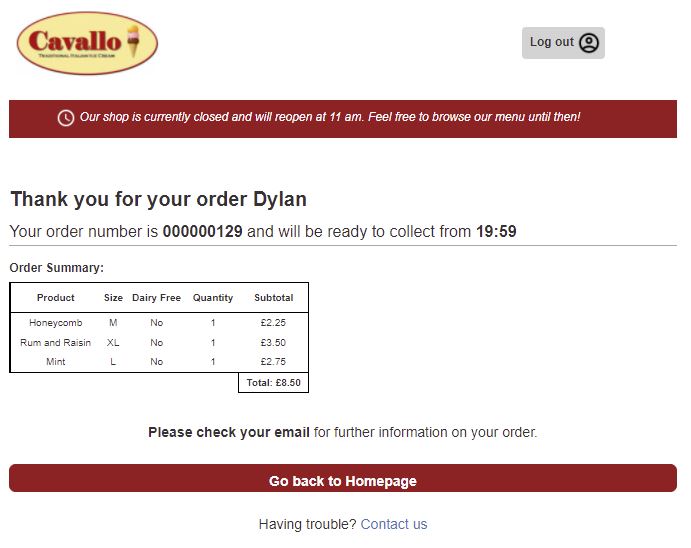 Cavallo
TRADITIONAL ITALIAN ICE CREAM
Log out
Our shop is currently closed and will reopen at 11 am. Feel free to browse our menu until then!
Thank you for your order Dylan
Your order number is 000000129 and will be ready to collect from 19:59
Order Summary:
Product Size Dairy Free Quantity Subtotal
Honeycomb M No 1 £2.25
Rum and Raisin XL No 1 £3.50
Mint L No 1 £2.75
Total: £8.50
Please check your email for further information on your order.
Go back to Homepage
Having trouble? Contact us